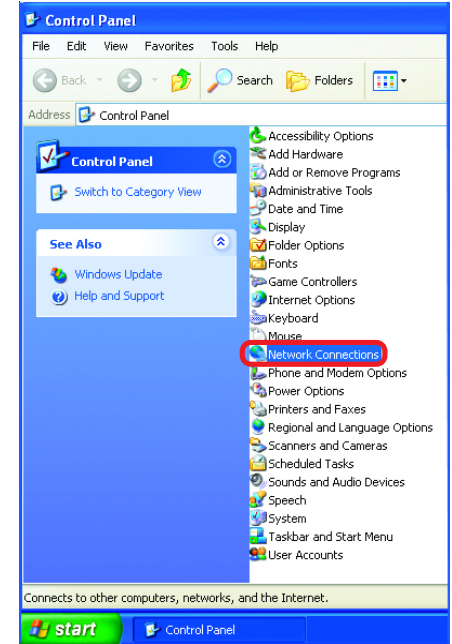 Control Panel
File Edit View Favorites Tools Help
Back Search Folders
Address Control Panel
Control Panel
Switch to Category View
See Also
Windows Update
Help and Support
Accessibility Options
Add Hardware
Add or Remove Programs
Administrative Tools
Date and Time
Display
Folder Options
Fonts
Game Controllers
Internet Options
Keyboard
Mouse
Network Connections
Phone and Modem Options
Power Options
Printers and Faxes
Regional and Language Options
Scanners and Cameras
Scheduled Tasks
Sounds and Audio Devices
Speech
System
Taskbar and Start Menu
User Accounts
Connects to other computers, networks, and the Internet.
start Control Panel